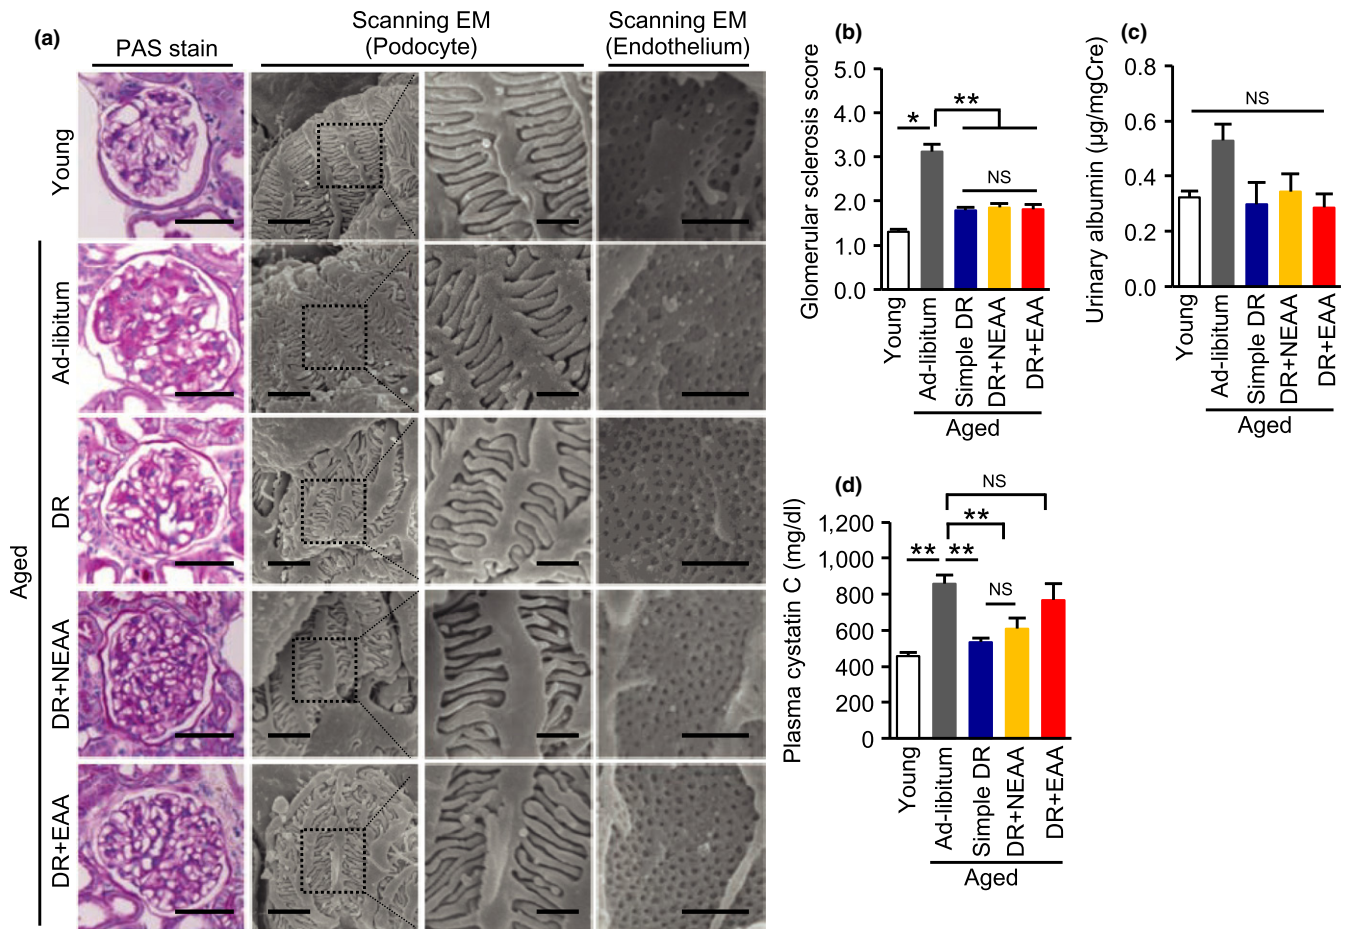 (a)
PAS stain
Scanning EM
(Podocyte)
Scanning EM
(Endothelium)
Young
Aged
Ad-libitum
DR
DR+NEAA
DR+EAA
(b)
Glomerular sclerosis score
5.0
4.0
3.0
2.0
1.0
0.0
*
**
NS
Young
Ad-libitum
Simple DR
DR+NEAA
DR+EAA
Aged
(c)
Urinary albumin (µg/mgCre)
0.8
0.6
0.4
0.2
0.0
NS
Young
Ad-libitum
Simple DR
DR+NEAA
DR+EAA
Aged
(d)
Plasma cystatin C (mg/dl)
1,200
1,000
800
600
400
200
0
NS
**
** **
NS
Young
Ad-libitum
Simple DR
DR+NEAA
DR+EAA
Aged